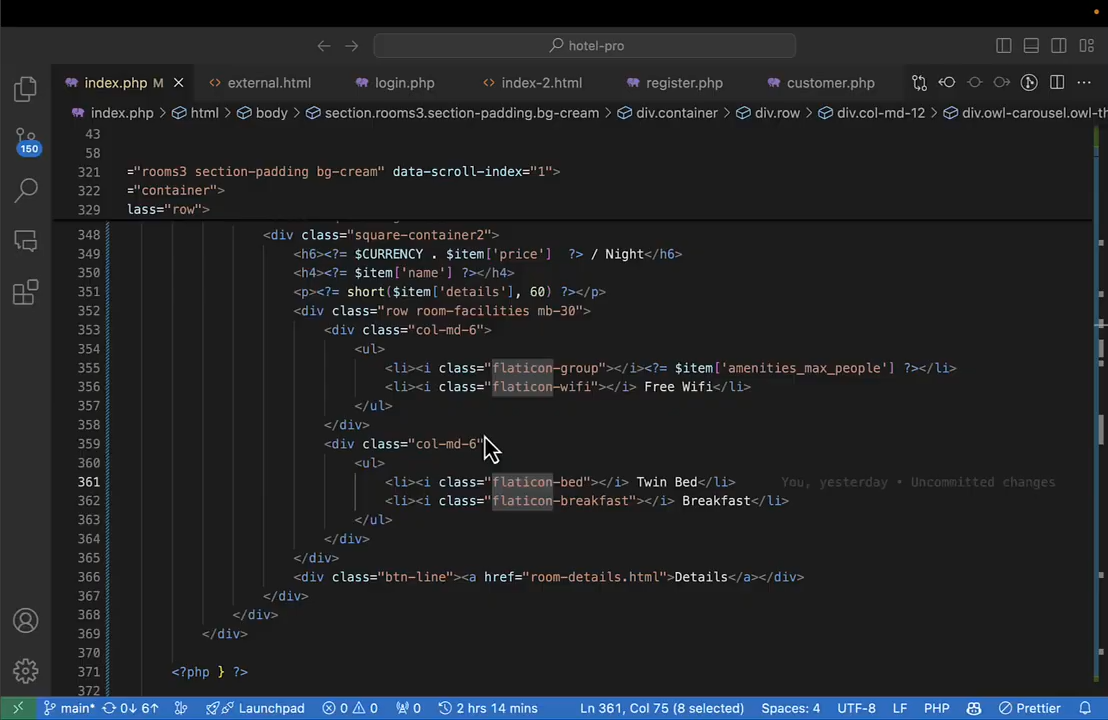 hotel-pro
index.php M external.html login.php index-2.html register.php customer.php
index.php > html > body > section.rooms3.section-padding.bg-cream > div.container > div.row > div.col-md-12 > div.owl-carousel.owl-th
43
58
321 ="rooms3 section-padding bg-cream" data-scroll-index="1">
322 ="container">
329 lass="row">
348 <div class="square-container2">
349 <h6><?= $CURRENCY . $item['price']  ?> / Night</h6>
350 <h4><?= $item['name'] ?></h4>
351 <p><?= short($item['details'], 60) ?></p>
352 <div class="row room-facilities mb-30">
353 <div class="col-md-6">
354 <ul>
355 <li><i class="flaticon-group"></i><?= $item['amenities_max_people'] ?></li>
356 <li><i class="flaticon-wifi"></i> Free Wifi</li>
357 </ul>
358 </div>
359 <div class="col-md-6"
360 <ul>
361 <li><i class="flaticon-bed"></i> Twin Bed</li> You, yesterday • Uncommitted changes
362 <li><i class="flaticon-breakfast"></i> Breakfast</li>
363 </ul>
364 </div>
365 </div>
366 <div class="btn-line"><a href="room-details.html">Details</a></div>
367 </div>
368 </div>
369 </div>
370
371 <?php } ?>
372
150
main* 0↓ 6↑ Launchpad 0 0 0 2 hrs 14 mins Ln 361, Col 75 (8 selected) Spaces: 4 UTF-8 LF PHP Prettier